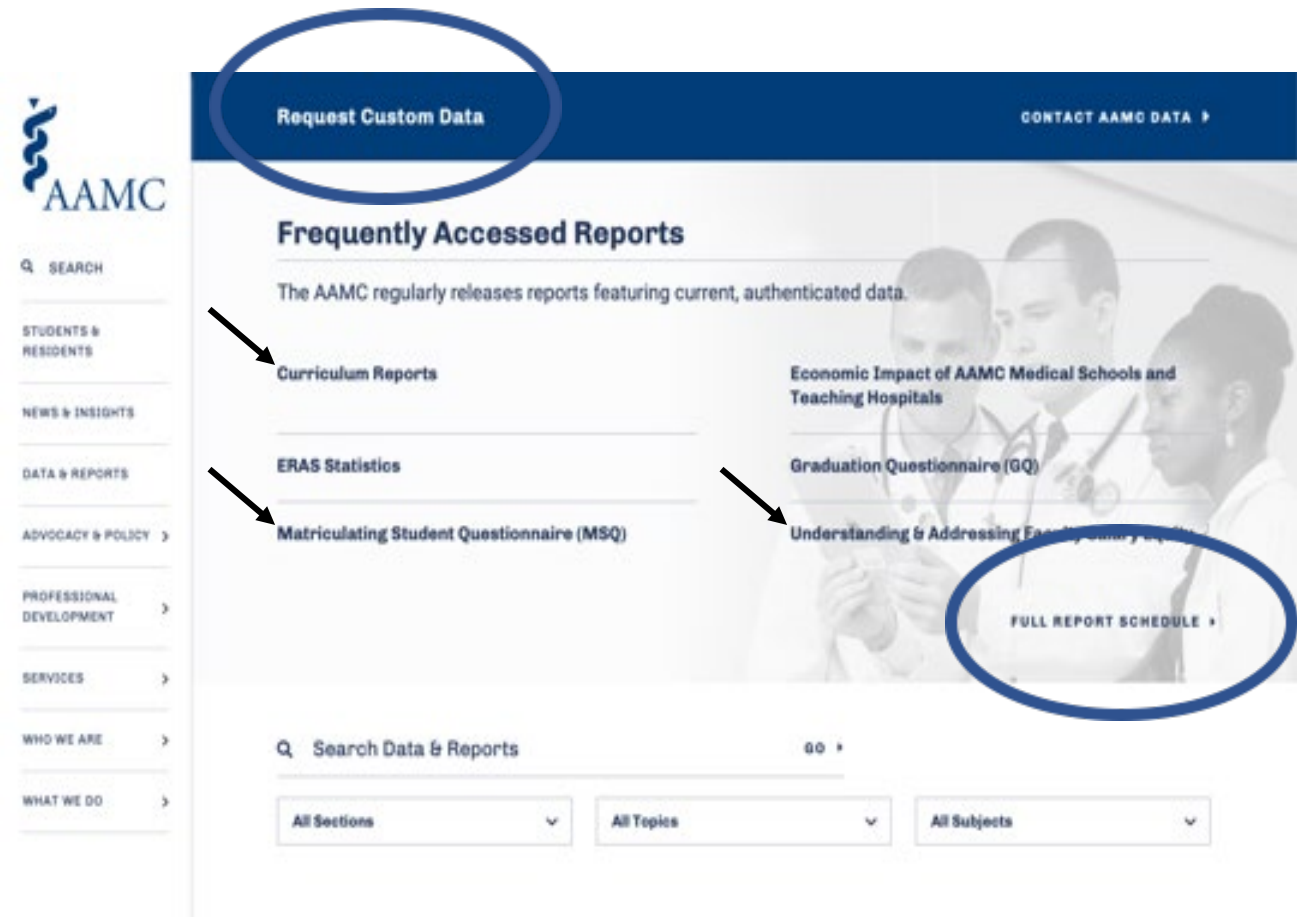 AAMC
SEARCH
STUDENTS &
RESIDENTS
NEWS & INSIGHTS
DATA & REPORTS
ADVOCACY & POLICY
PROFESSIONAL
DEVELOPMENT
SERVICES
WHO WE ARE
WHAT WE DO
Request Custom Data
CONTACT AAMC DATA
Frequently Accessed Reports
The AAMC regularly releases reports featuring current, authenticated data.
Curriculum Reports
Economic Impact of AAMC Medical Schools and
Teaching Hospitals
ERAS Statistics
Graduation Questionnaire (GQ)
Matriculating Student Questionnaire (MSQ)
Understanding & Addressing Faculty Salary Equity
FULL REPORT SCHEDULE
Search Data & Reports
GO
All Sections
All Topics
All Subjects